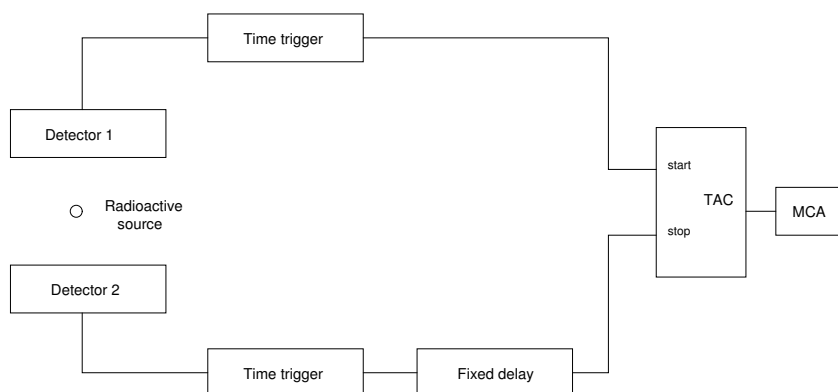 Time trigger
Detector 1
start
TAC
MCA
Radioactive
source
stop
Detector 2
Time trigger
Fixed delay